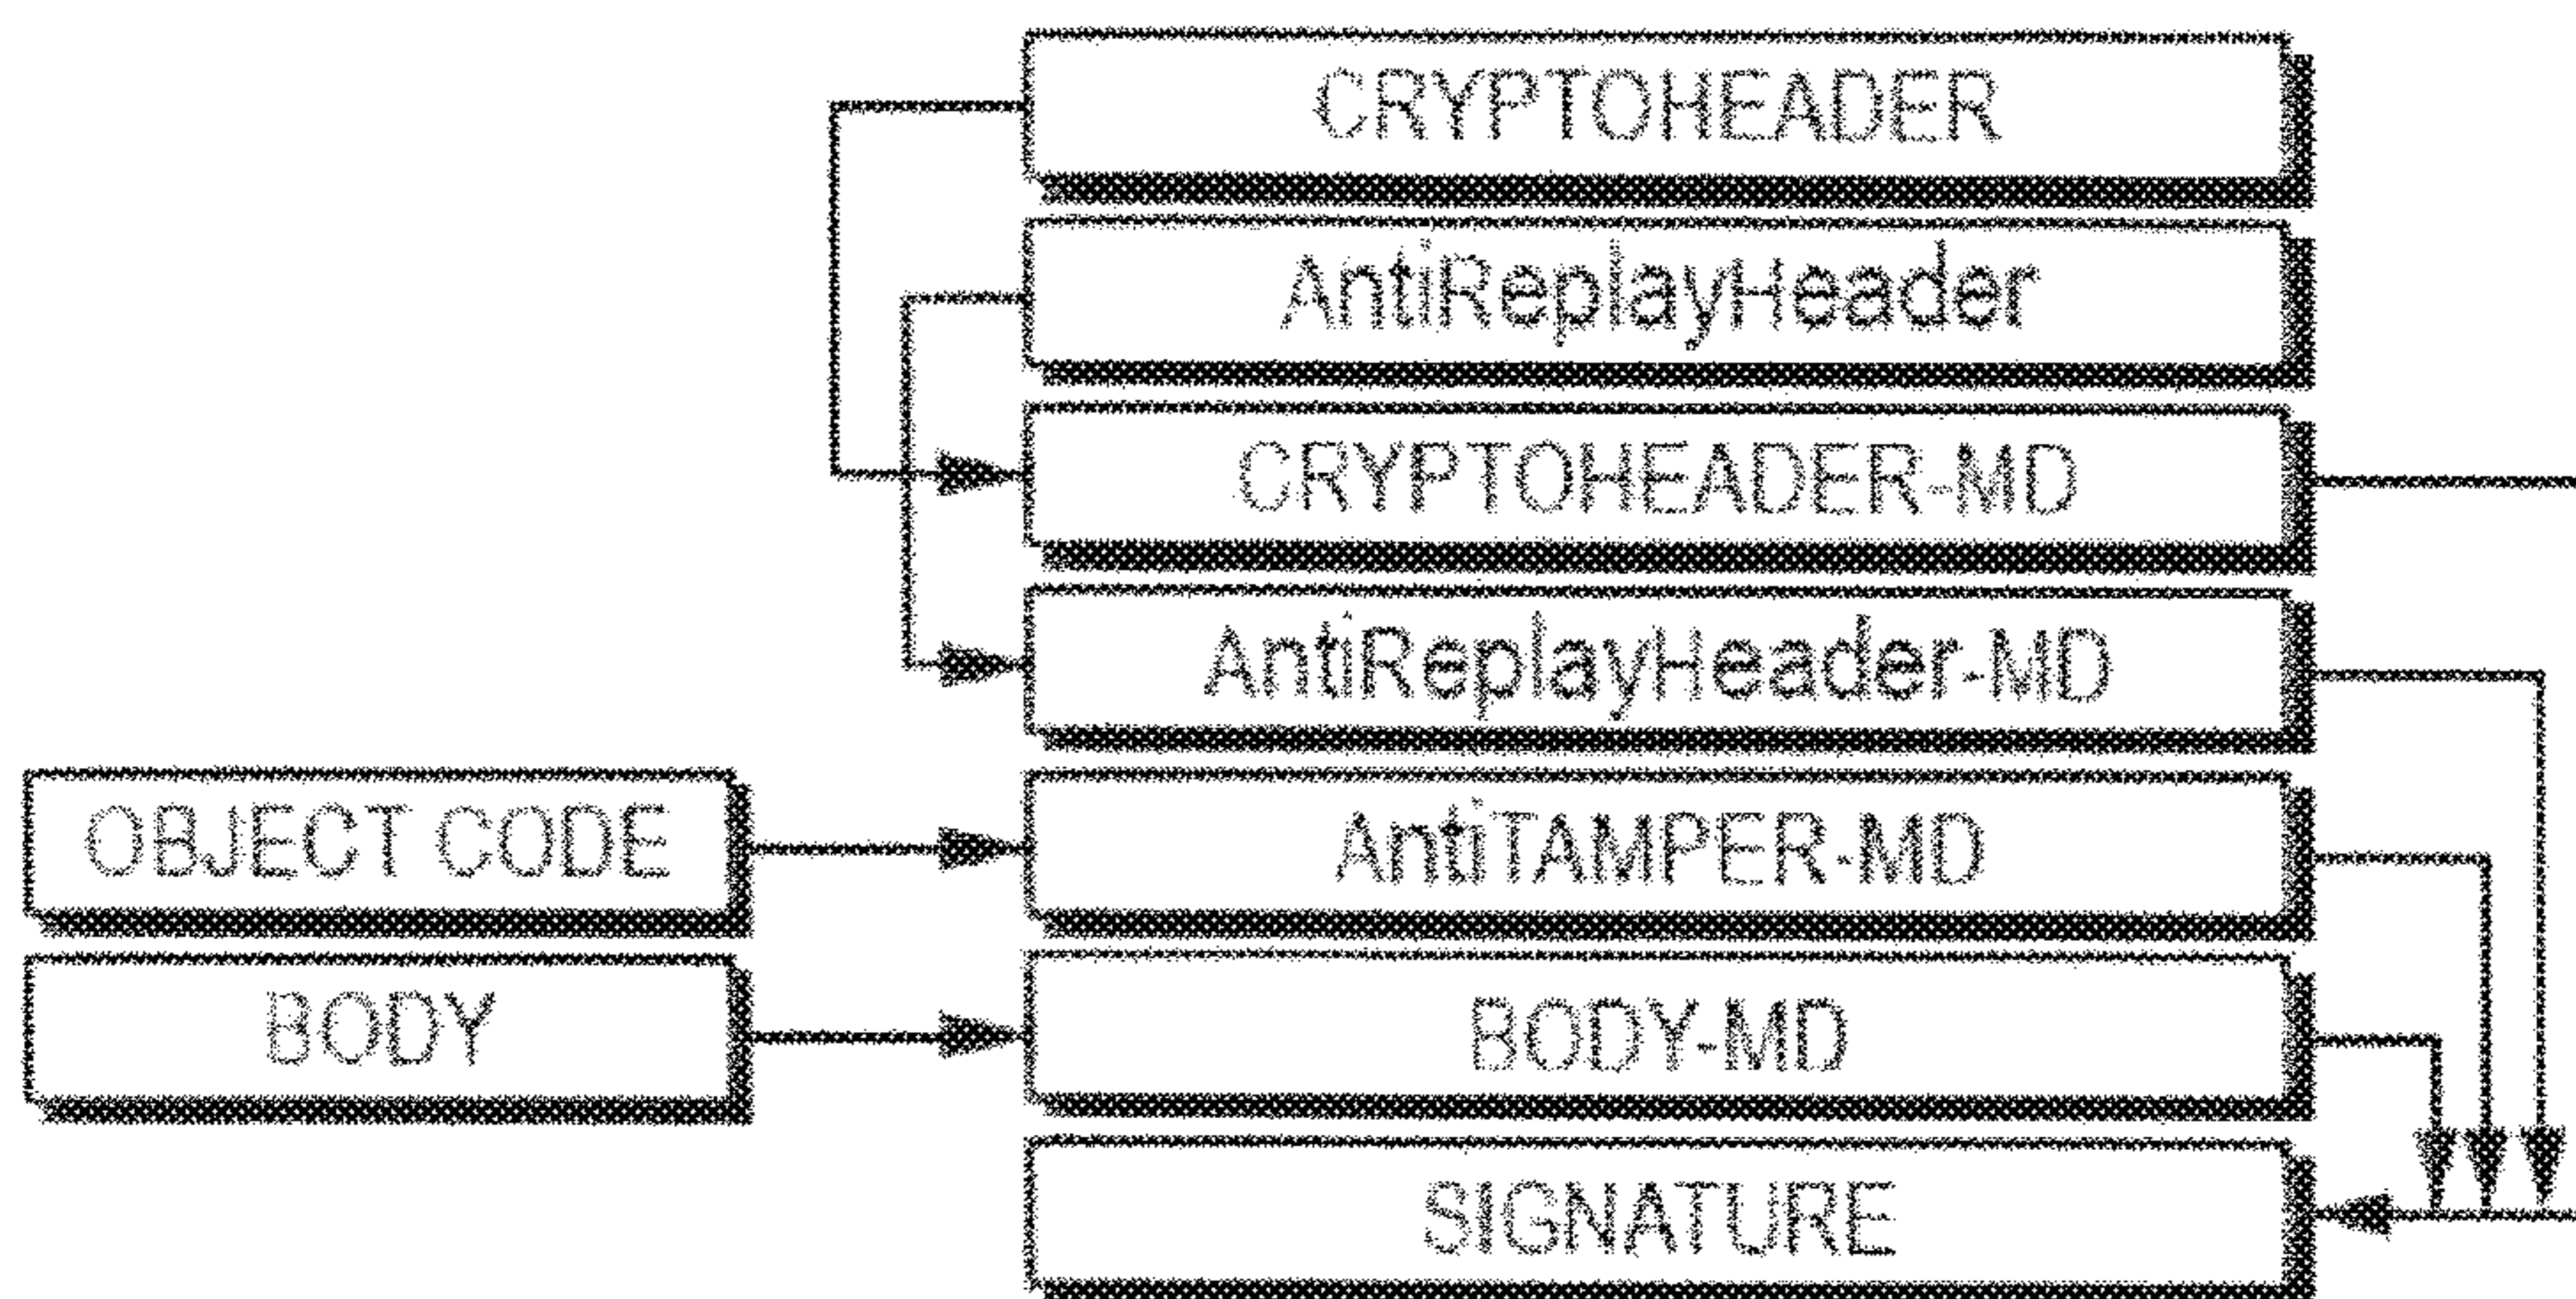 CRYPTOHEADER
AntiReplayHeader
CRYPTOHEADER-MD
AntiReplayHeader-MD
OBJECT CODE
AntiTAMPER-MD
BODY
BODY-MD
SIGNATURE